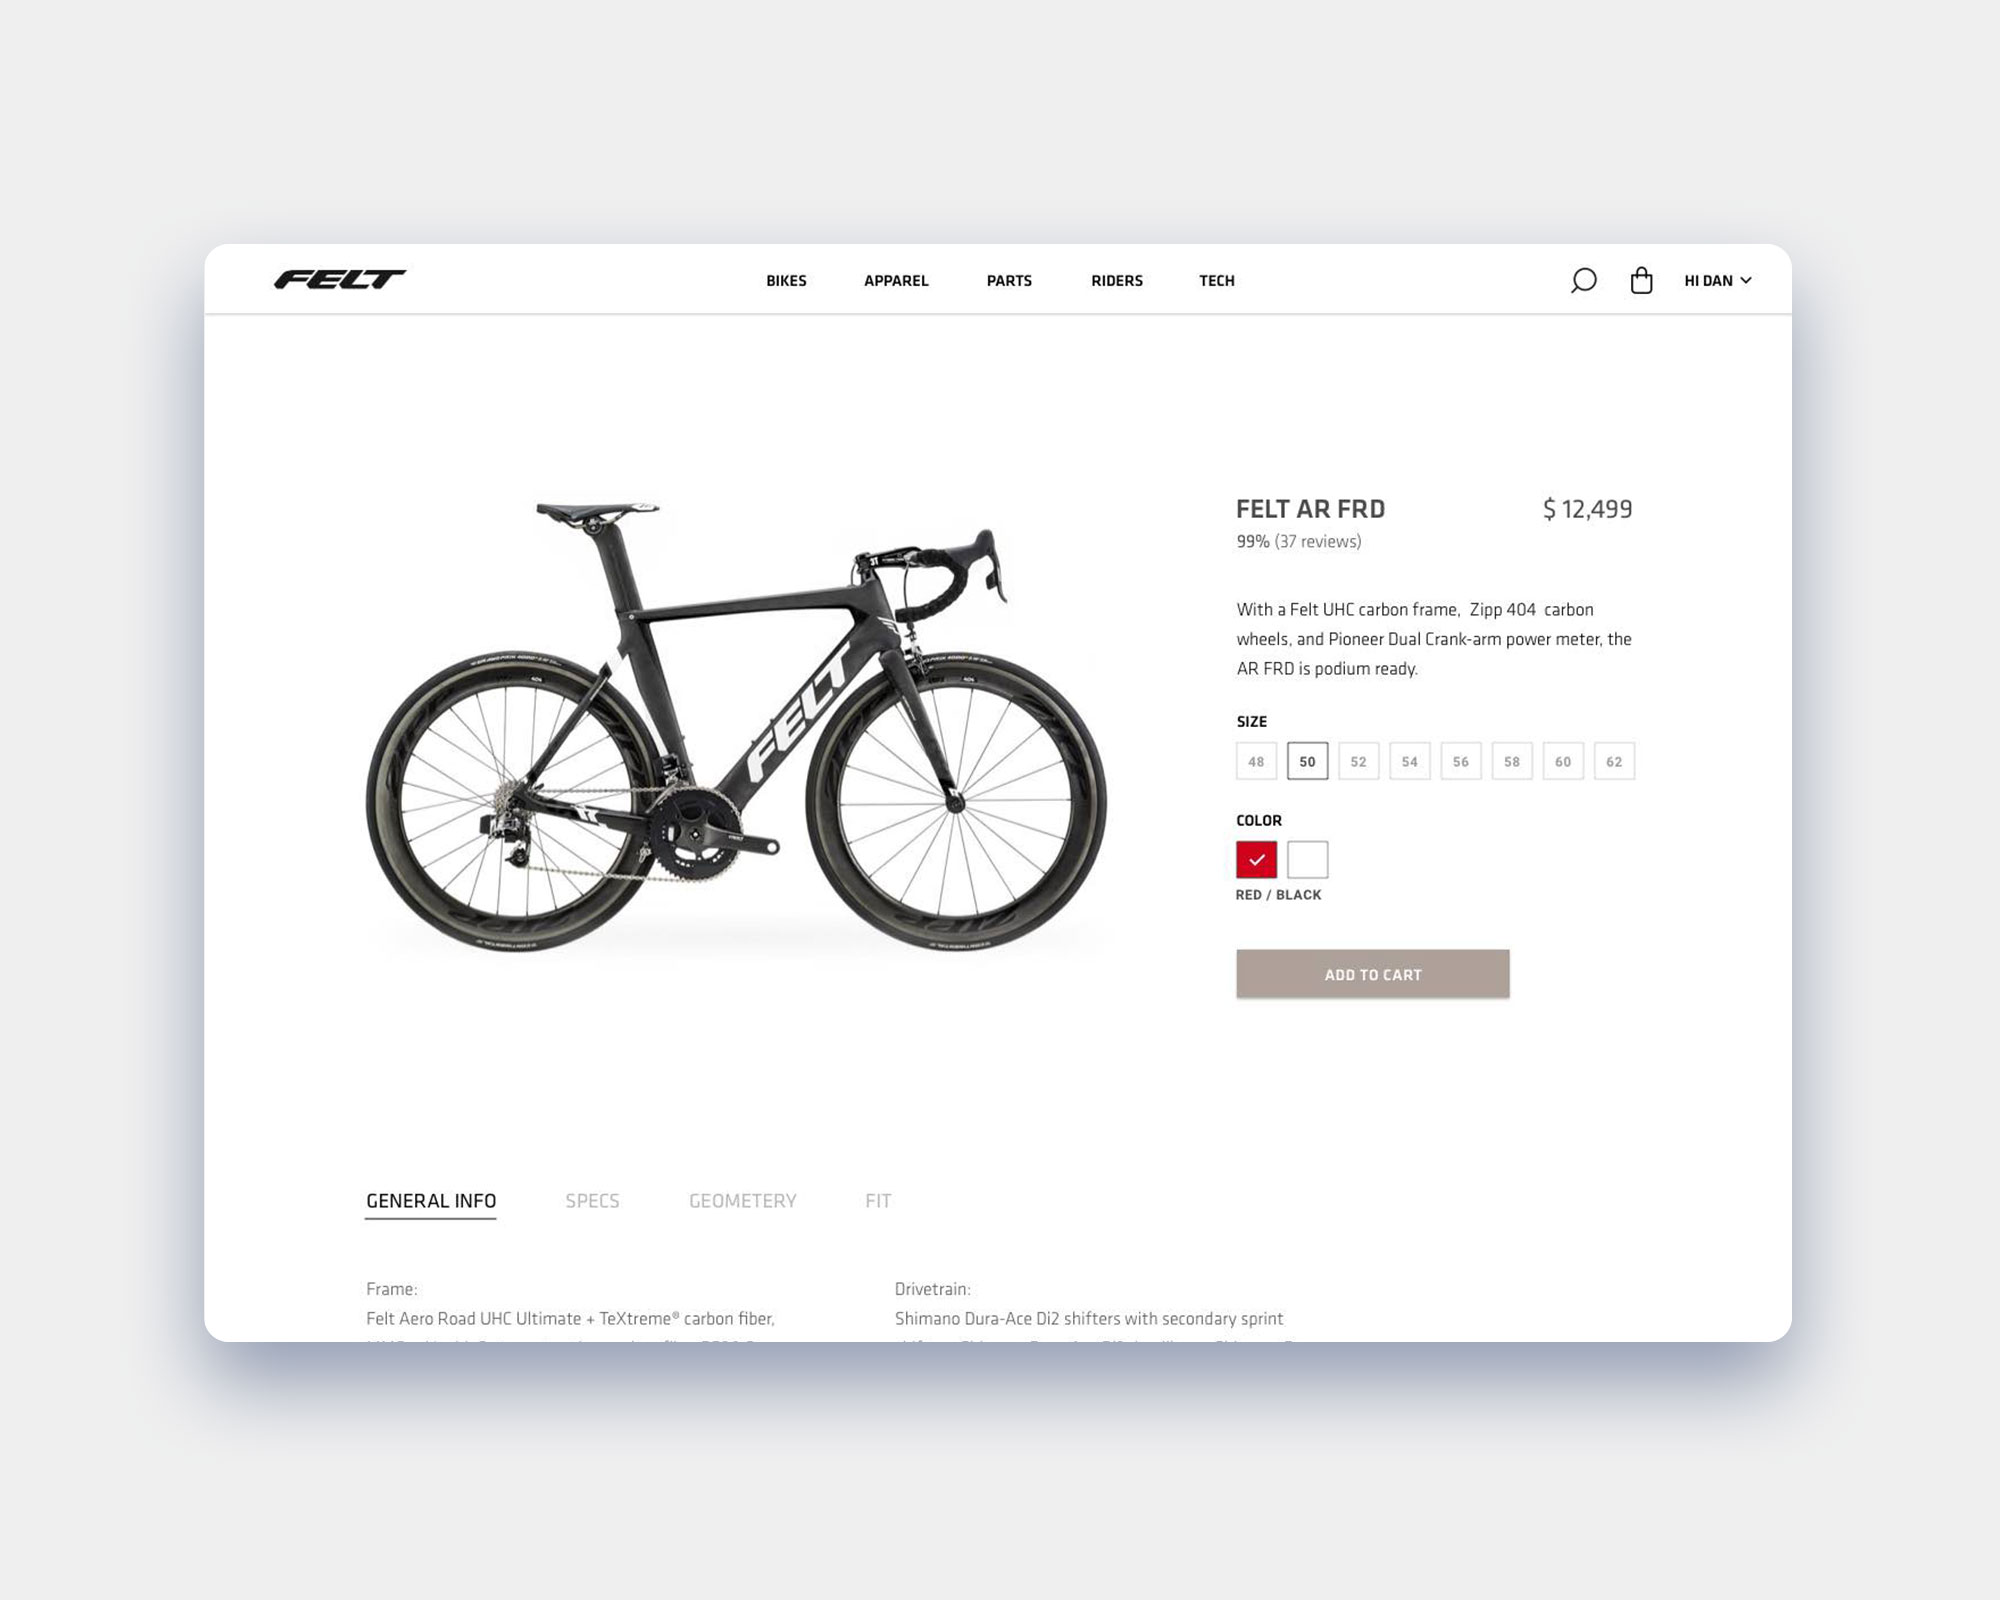 FELT
BIKES
APPAREL
PARTS
RIDERS
TECH
HI DAN
FELT
3T
404
404
FELT AR FRD
$ 12,499
99% (37 reviews)
With a Felt UHC carbon frame, Zipp 404 carbon
wheels, and Pioneer Dual Crank-arm power meter, the
AR FRD is podium ready.
SIZE
48
50
52
54
56
58
60
62
COLOR
RED / BLACK
ADD TO CART
GENERAL INFO
SPECS
GEOMETERY
FIT
Frame:
Felt Aero Road UHC Ultimate + TeXtreme® carbon fiber,
Drivetrain:
Shimano Dura-Ace Di2 shifters with secondary sprint